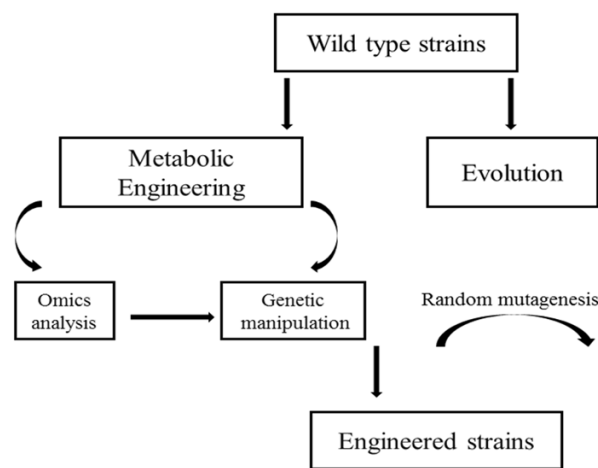 Wild type strains
Metabolic
Engineering
Evolution
Omics
analysis
Genetic
manipulation
Random mutagenesis
Engineered strains